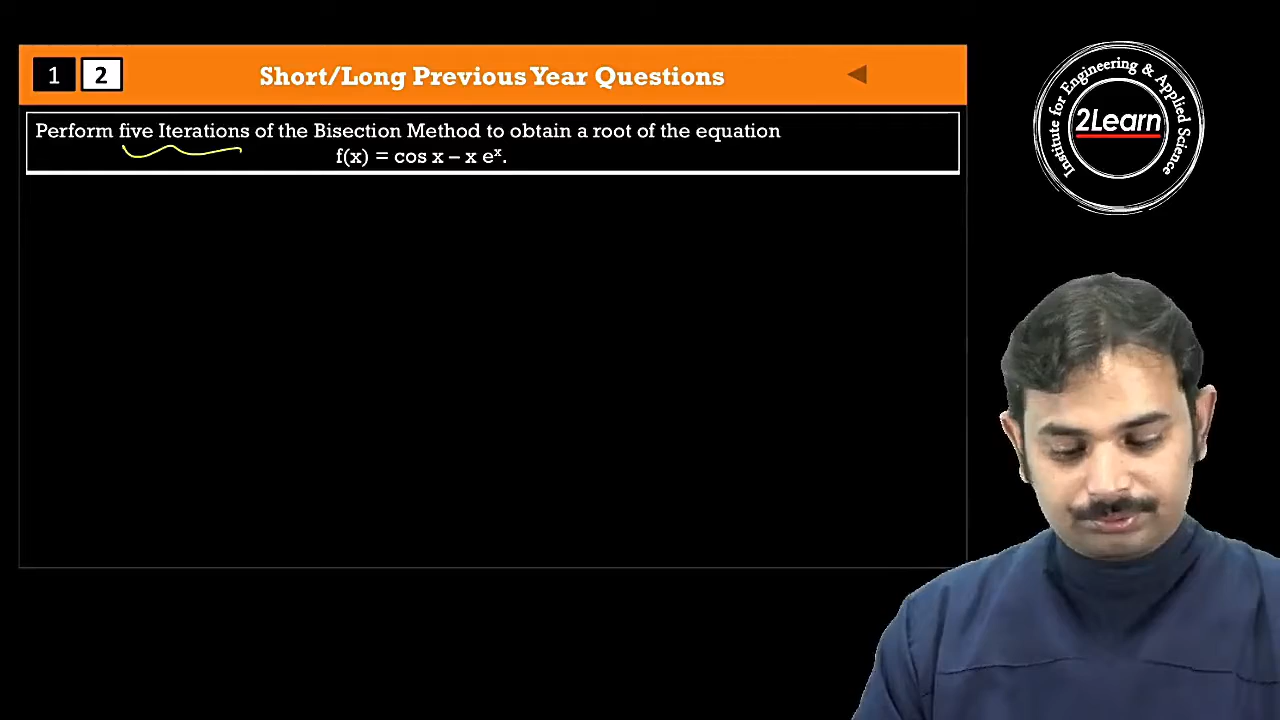 1 2 Short/Long Previous Year Questions
Perform five Iterations of the Bisection Method to obtain a root of the equation
f(x) = cos x – x eˣ.
Institute for Engineering & Applied Science
2Learn